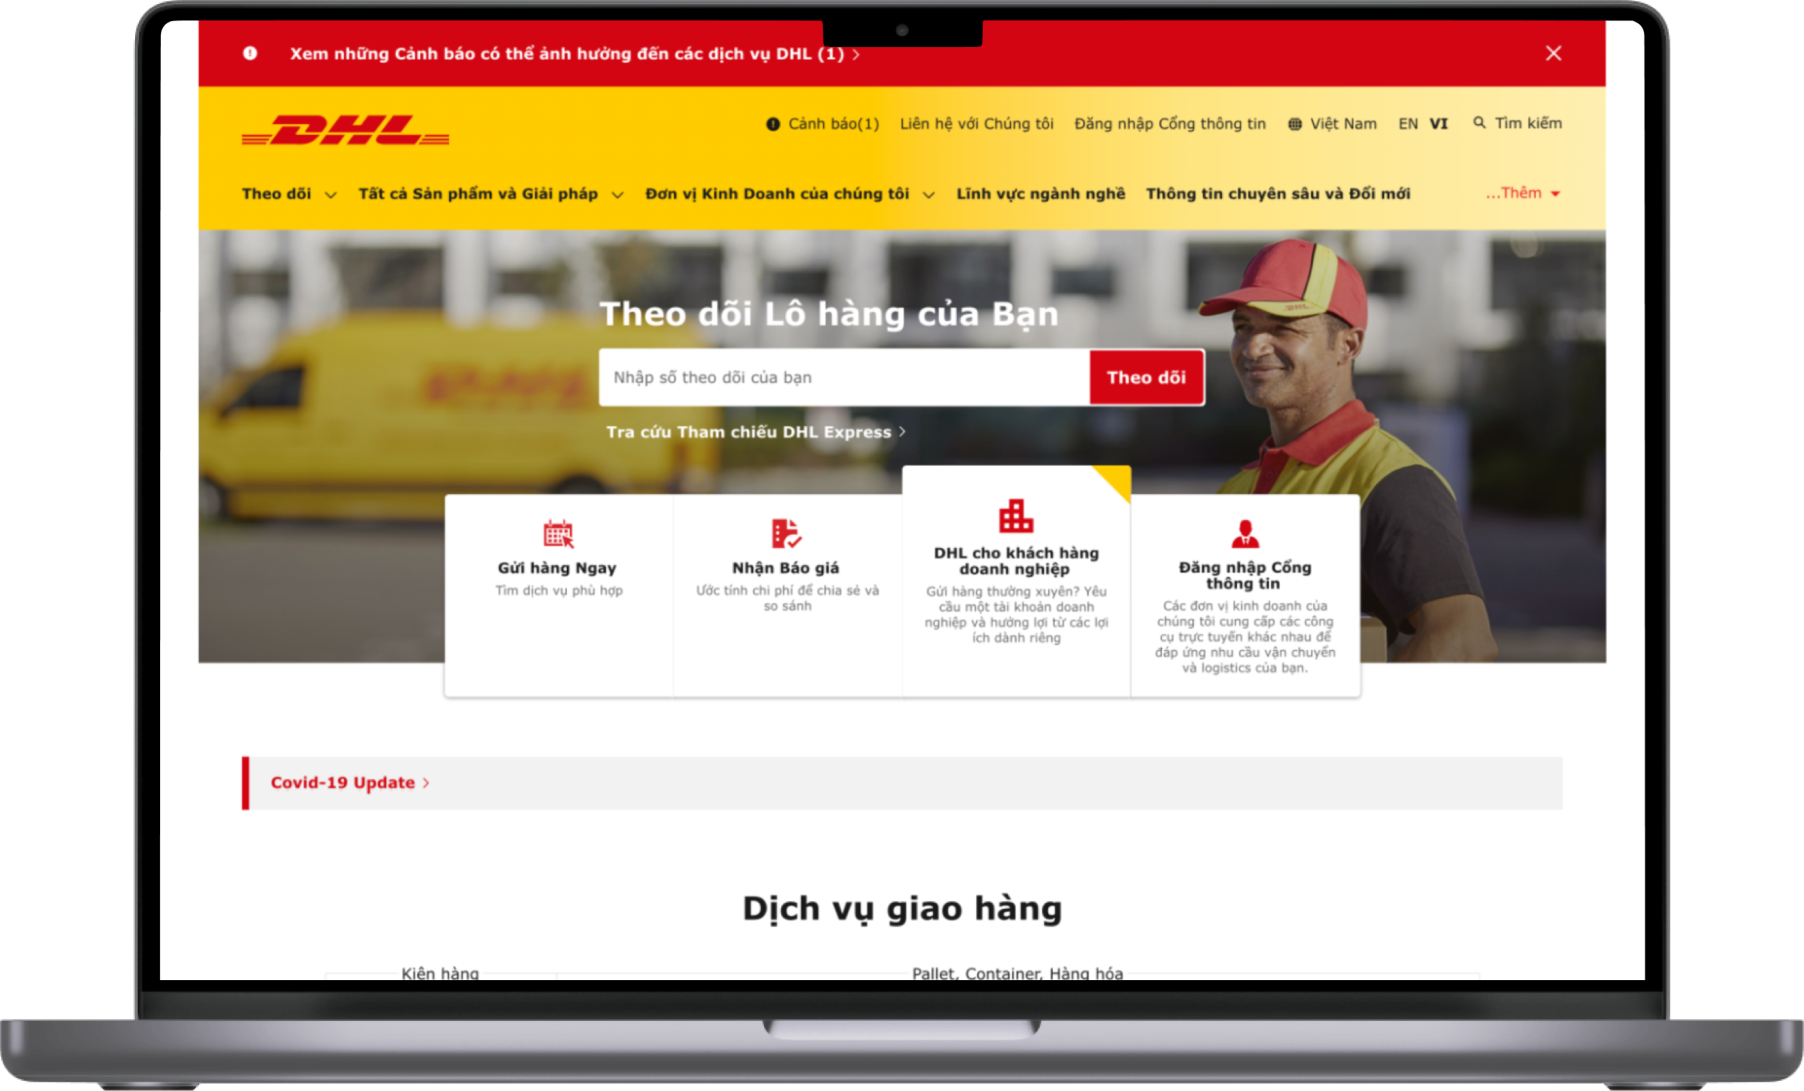 Xem những Cảnh báo có thể ảnh hưởng đến các dịch vụ DHL (1)
DHL
Cảnh báo(1) Liên hệ với Chúng tôi Đăng nhập Cổng thông tin Việt Nam EN VI Tìm kiếm
Theo dõi Tất cả Sản phẩm và Giải pháp Đơn vị Kinh Doanh của chúng tôi Lĩnh vực ngành nghề Thông tin chuyên sâu và Đổi mới ...Thêm
DHL
Theo dõi Lô hàng của Bạn
Nhập số theo dõi của bạn
Theo dõi
Tra cứu Tham chiếu DHL Express
Gửi hàng Ngay
Tìm dịch vụ phù hợp
Nhận Báo giá
Ước tính chi phí để chia sẻ và
so sánh
DHL cho khách hàng
doanh nghiệp
Gửi hàng thường xuyên? Yêu
cầu một tài khoản doanh
nghiệp và hưởng lợi từ các lợi
ích dành riêng
Đăng nhập Cổng
thông tin
Các đơn vị kinh doanh của
chúng tôi cung cấp các công
cụ trực tuyến khác nhau để
đáp ứng nhu cầu vận chuyển
và logistics của bạn.
Covid-19 Update
Dịch vụ giao hàng
Kiện hàng
Pallet, Container, Hàng hóa